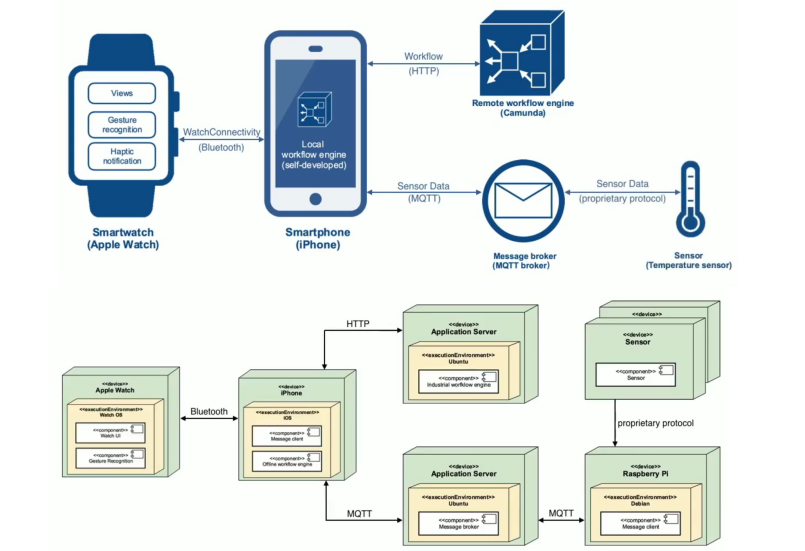 Views
Gesture
recognition
Haptic
notification
WatchConnectivity
(Bluetooth)
Local
workflow engine
(self-developed)
Workflow
(HTTP)
Remote workflow engine
(Camunda)
Sensor Data
(MQTT)
Sensor Data
(proprietary protocol)
Smartwatch
(Apple Watch)
Smartphone
(iPhone)
Message broker
(MQTT broker)
Sensor
(Temperature sensor)
<<device>>
Apple Watch
<<executionEnvironment>>
Watch OS
<<component>>
Watch UI
<<component>>
Gesture Recognition
Bluetooth
<<device>>
iPhone
<<executionEnvironment>>
iOS
<<component>>
Message client
<<component>>
Offline workflow engine
HTTP
<<device>>
Application Server
<<executionEnvironment>>
Ubuntu
<<component>>
Industrial workflow engine
<<device>>
<<device>>
Sensor
<<component>>
Sensor
proprietary protocol
MQTT
<<device>>
Application Server
<<executionEnvironment>>
Ubuntu
<<component>>
Message broker
MQTT
<<device>>
Raspberry Pi
<<executionEnvironment>>
Debian
<<component>>
Message client